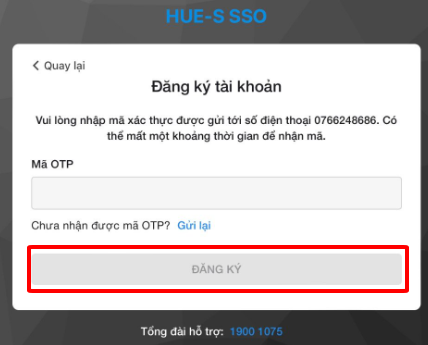 HUE-S SSO
Quay lại
Đăng ký tài khoản
Vui lòng nhập mã xác thực được gửi tới số điện thoại 0766248686. Có
thể mất một khoảng thời gian để nhận mã.
Mã OTP
Chưa nhận được mã OTP? Gửi lại
ĐĂNG KÝ
Tổng đài hỗ trợ: 1900 1075